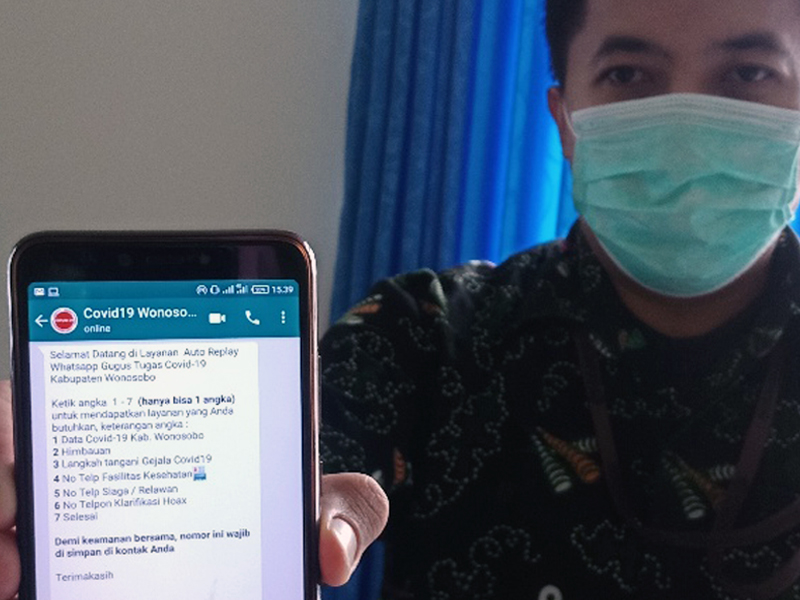 15.39
Covid19 Wonoso...
online
Selamat Datang di Layanan Auto Replay
Whatsapp Gugus Tugas Covid-19
Kabupaten Wonosobo
Ketik angka 1 - 7 (hanya bisa 1 angka)
untuk mendapatkan layanan yang Anda
butuhkan, keterangan angka :
1 Data Covid-19 Kab. Wonosobo
2 Himbauan
3 Langkah tangani Gejala Covid19
4 No Telp Fasilitas Kesehatan🏥
5 No Telp Siaga / Relawan
6 No Telpon Klarifikasi Hoax
7 Selesai
Demi keamanan bersama, nomor ini wajib
di simpan di kontak Anda
Terimakasih